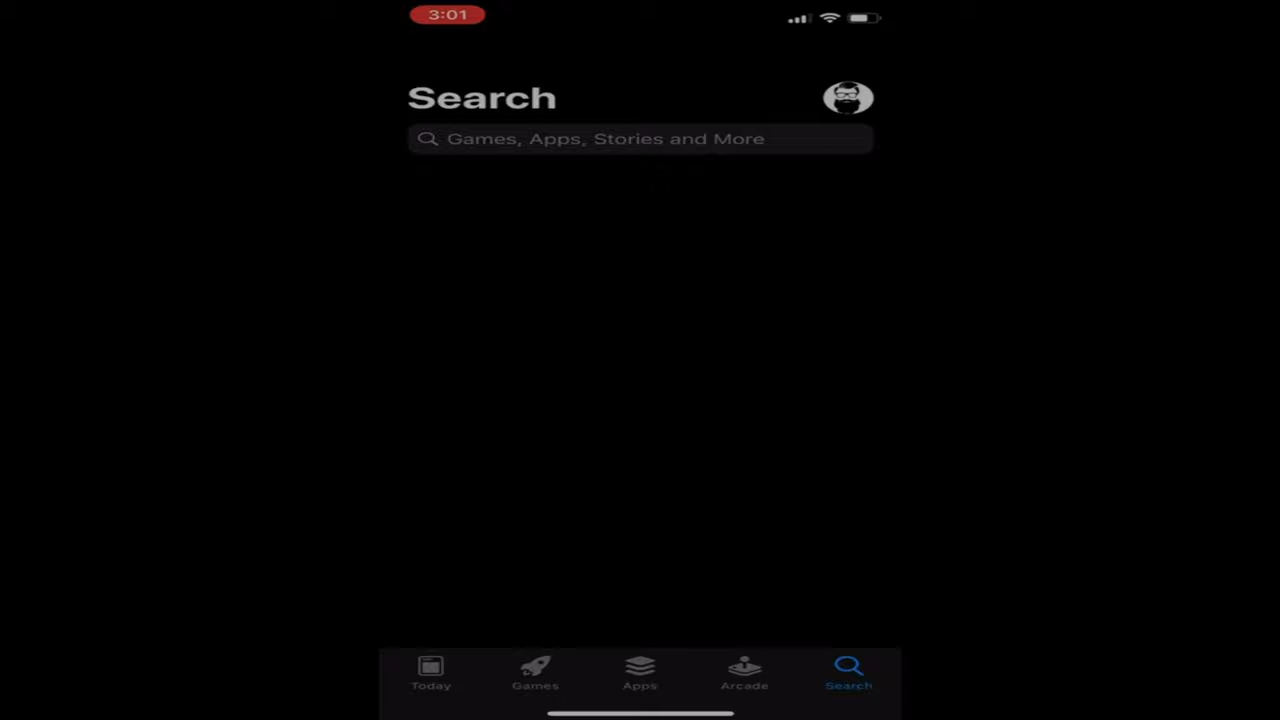 3:01
Search
Games, Apps, Stories and More
Today
Games
Apps
Arcade
Search